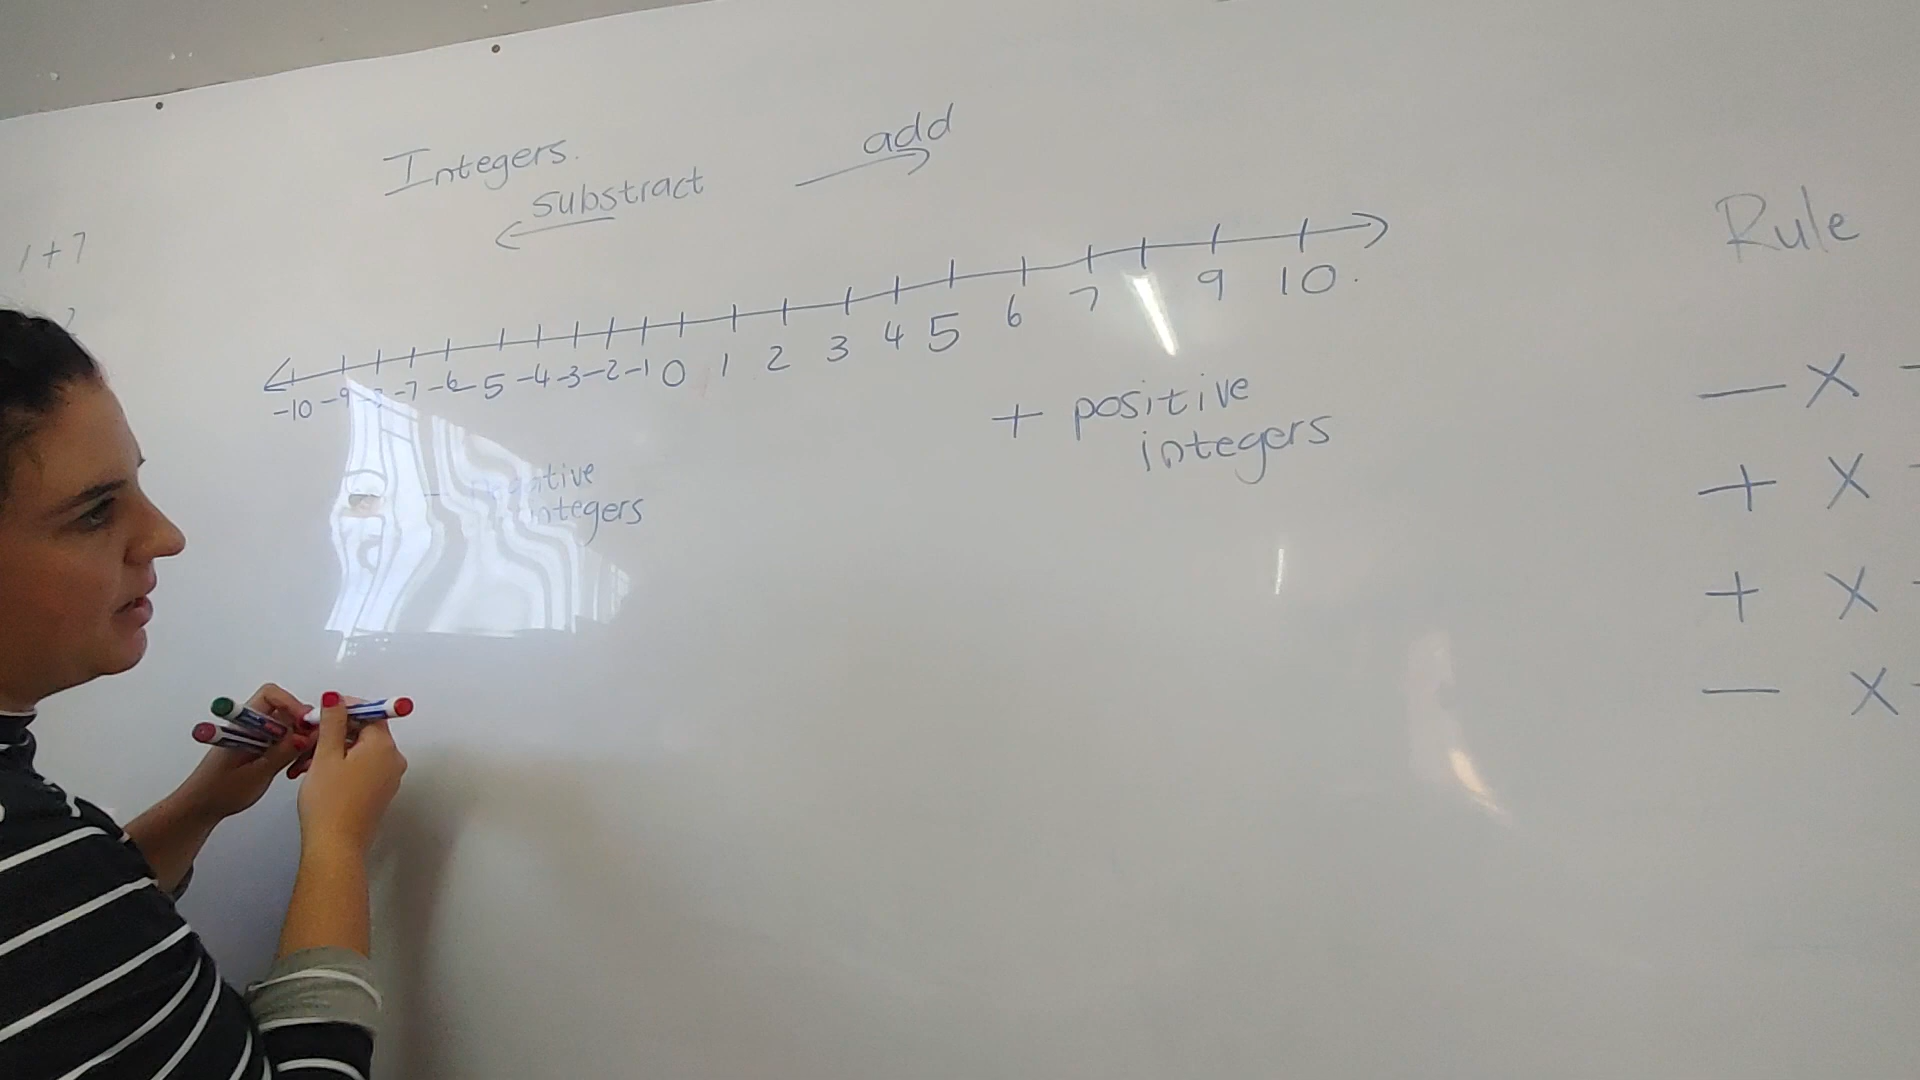 Integers.
substract
add
1+7
-10 -9 -7 -6 -5 -4 -3 -2 -1 0 1 2 3 4 5 6 7 9 10.
+ positive
integers
integers
Rule
— X
+ X
+ X
— X